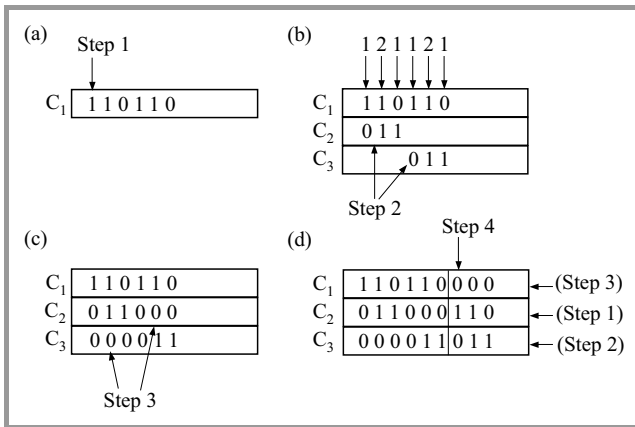 (a)
Step 1
C1 1 1 0 1 1 0
(b)
1 2 1 1 2 1
C1 1 1 0 1 1 0
C2 0 1 1
C3 0 1 1
Step 2
(c)
C1 1 1 0 1 1 0
C2 0 1 1 0 0 0
C3 0 0 0 0 1 1
Step 3
(d)
Step 4
C1 1 1 0 1 1 0 0 0 0 (Step 3)
C2 0 1 1 0 0 0 1 1 0 (Step 1)
C3 0 0 0 0 1 1 0 1 1 (Step 2)